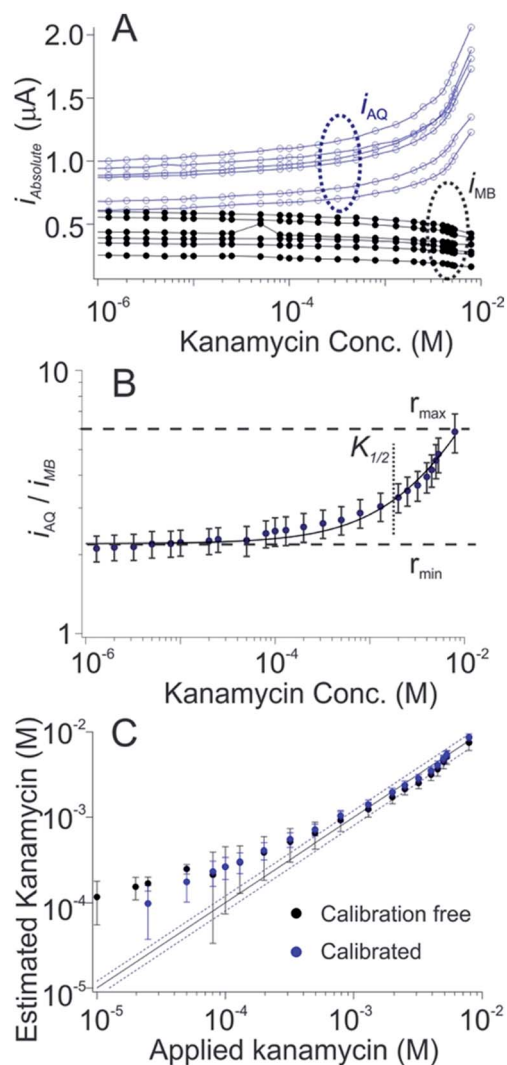 A
2.0
1.5
1.0
0.5
i_Absolute (µA)
i_AQ
i_MB
10^-6
10^-4
10^-2
Kanamycin Conc. (M)
B
10
1
i_AQ / i_MB
r_max
K_1/2
r_min
10^-6
10^-4
10^-2
Kanamycin Conc. (M)
C
10^-2
10^-3
10^-4
10^-5
Estimated Kanamycin (M)
Calibration free
Calibrated
10^-5
10^-4
10^-3
10^-2
Applied kanamycin (M)